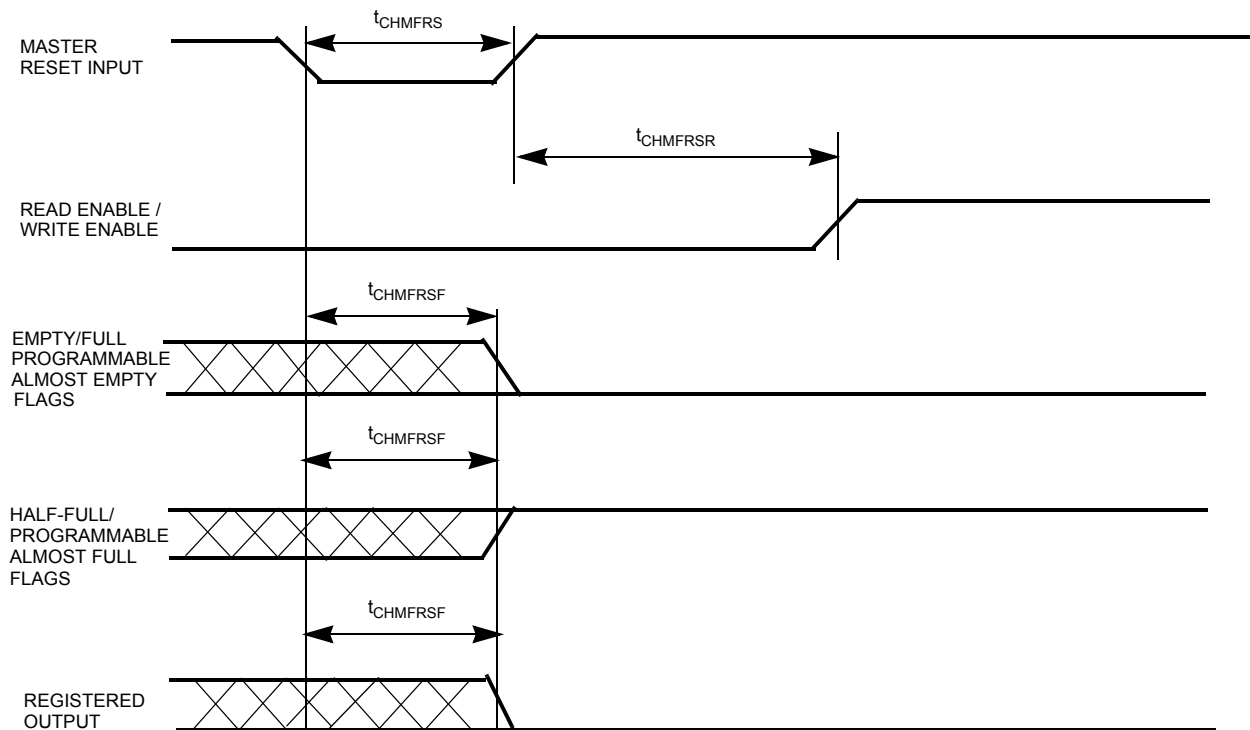 tCHMFRS
MASTER
RESET INPUT
tCHMFRSR
READ ENABLE /
WRITE ENABLE
tCHMFRSF
EMPTY/FULL
PROGRAMMABLE
ALMOST EMPTY
FLAGS
tCHMFRSF
HALF-FULL/
PROGRAMMABLE
ALMOST FULL
FLAGS
tCHMFRSF
REGISTERED
OUTPUT